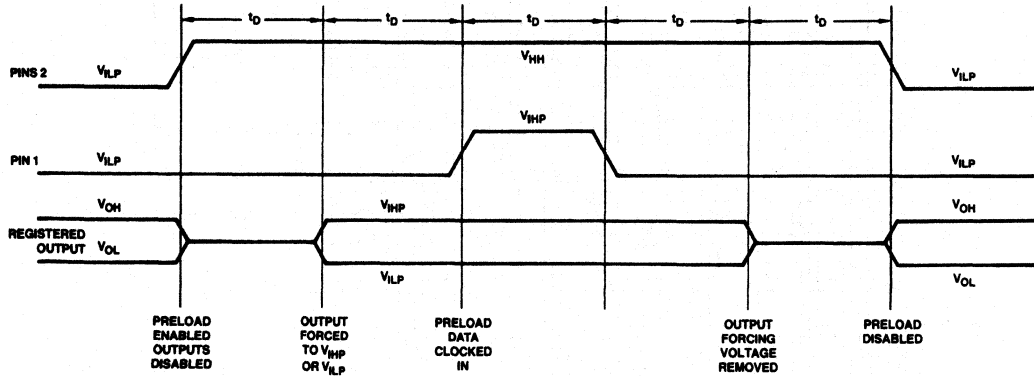 tD tD tD tD tD
PINS 2 VILP VHH VILP
VIHP
PIN 1 VILP VILP
VOH VIHP VOH
REGISTERED
OUTPUT VOL VILP VOL
PRELOAD
ENABLED
OUTPUTS
DISABLED
OUTPUT
FORCED
TO VIHP
OR VILP
PRELOAD
DATA
CLOCKED
IN
OUTPUT
FORCING
VOLTAGE
REMOVED
PRELOAD
DISABLED